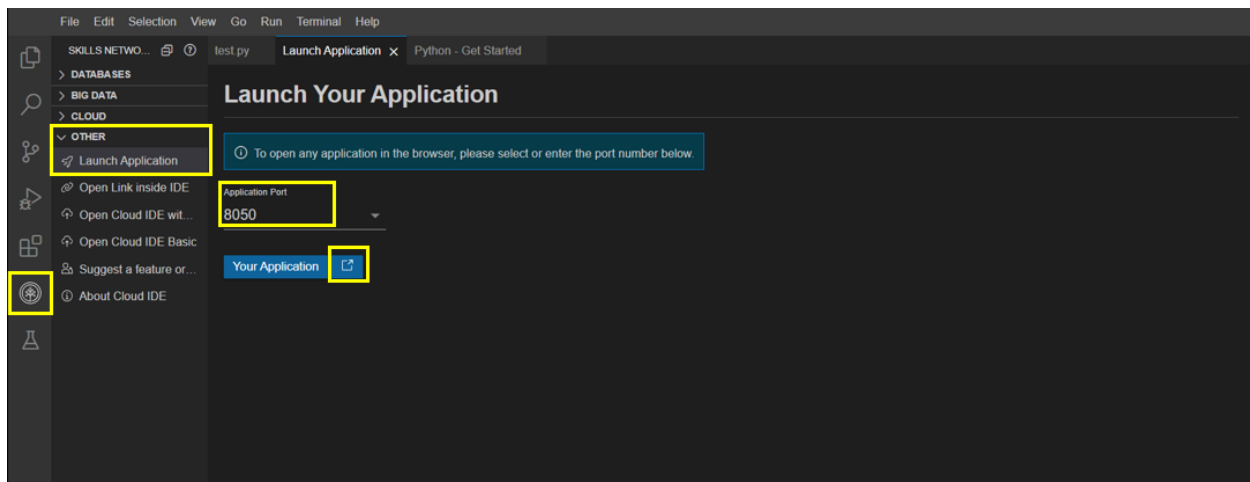 File Edit Selection View Go Run Terminal Help
SKILLS NETWO...
test.py Launch Application Python - Get Started
DATABASES
BIG DATA
CLOUD
OTHER
Launch Application
Open Link inside IDE
Open Cloud IDE wit...
Open Cloud IDE Basic
Suggest a feature or...
About Cloud IDE
Launch Your Application
To open any application in the browser, please select or enter the port number below.
Application Port
8050
Your Application